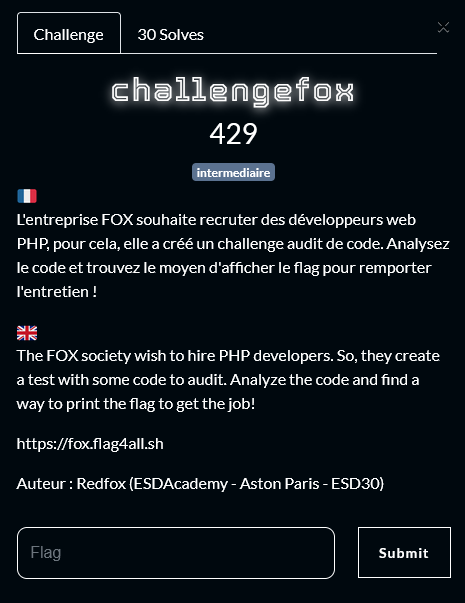 Challenge
30 Solves
challengefox
429
intermediaire
L'entreprise FOX souhaite recruter des développeurs web
PHP, pour cela, elle a créé un challenge audit de code. Analysez
le code et trouvez le moyen d'afficher le flag pour remporter
l'entretien !
The FOX society wish to hire PHP developers. So, they create
a test with some code to audit. Analyze the code and find a
way to print the flag to get the job!
https://fox.flag4all.sh
Auteur : Redfox (ESDAcademy - Aston Paris - ESD30)
Flag
Submit